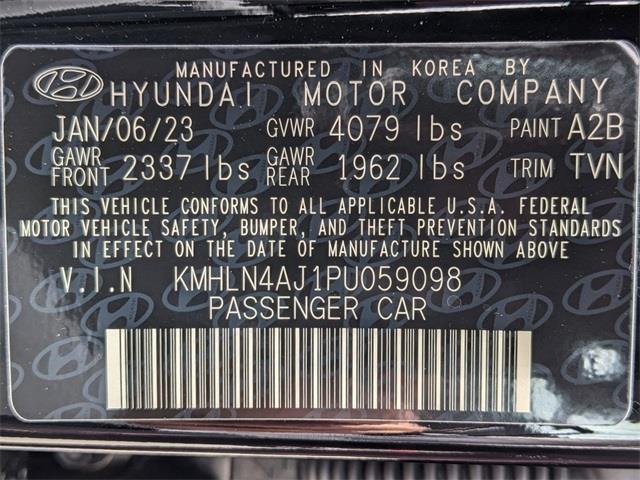 MANUFACTURED IN KOREA BY
HYUNDAI MOTOR COMPANY
JAN/06/23 GVWR 4079 lbs PAINT A2B
GAWR FRONT 2337 lbs GAWR REAR 1962 lbs TRIM TVN
THIS VEHICLE CONFORMS TO ALL APPLICABLE U.S.A. FEDERAL
MOTOR VEHICLE SAFETY, BUMPER, AND THEFT PREVENTION STANDARDS
IN EFFECT ON THE DATE OF MANUFACTURE SHOWN ABOVE
V.I.N KMHLN4AJ1PU059098
PASSENGER CAR